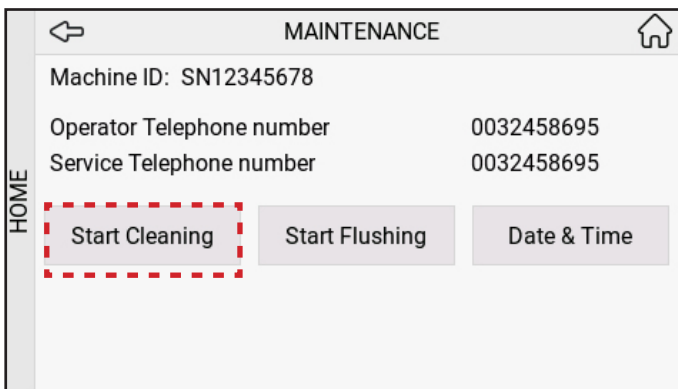 MAINTENANCE
Machine ID: SN12345678
Operator Telephone number 0032458695
Service Telephone number 0032458695
HOME
Start Cleaning Start Flushing Date & Time